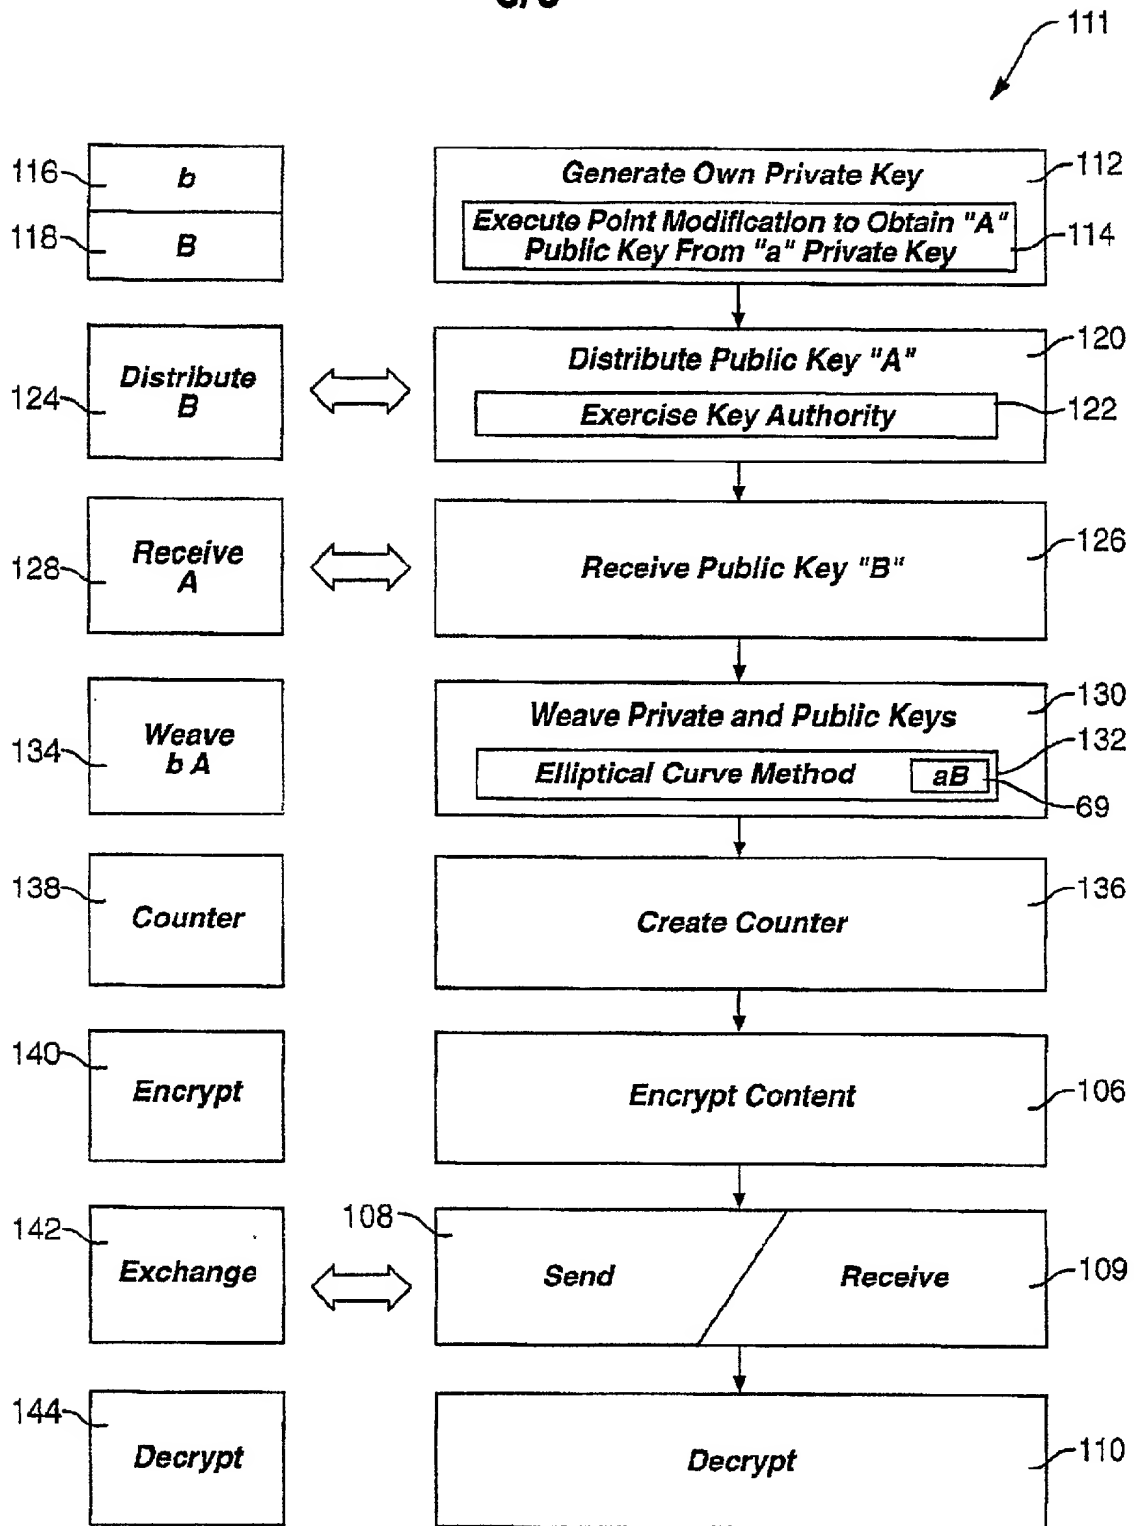 111
116
b
118
B
Generate Own Private Key
112
Execute Point Modification to Obtain "A"
Public Key From "a" Private Key
114
124
Distribute
B
Distribute Public Key "A"
120
Exercise Key Authority
122
128
Receive
A
Receive Public Key "B"
126
134
Weave
b A
Weave Private and Public Keys
130
Elliptical Curve Method
aB
132
69
138
Counter
Create Counter
136
140
Encrypt
Encrypt Content
106
142
Exchange
108
Send
Receive
109
144
Decrypt
Decrypt
110